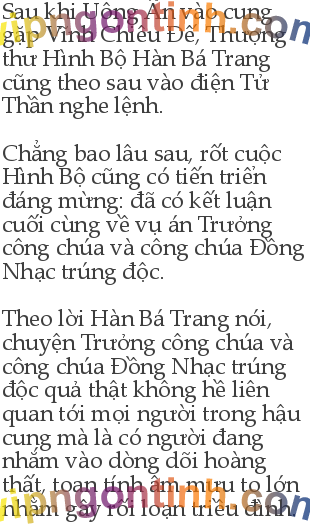 Sau khi Uông Ấn vào cung
gặp Vĩnh Chiêu Đế, Thượng
thư Hình Bộ Hàn Bá Trang
cũng theo sau vào điện Tử
Thần nghe lệnh.
Chẳng bao lâu sau, rốt cuộc
Hình Bộ cũng có tiến triển
đáng mừng: đã có kết luận
cuối cùng về vụ án Trưởng
công chúa và công chúa Đồng
Nhạc trúng độc.
Theo lời Hàn Bá Trang nói,
chuyện Trưởng công chúa và
công chúa Đồng Nhạc trúng
độc quả thật không hề liên
quan tới mọi người trong hậu
cung mà là có người đang
nhắm vào dòng dõi hoàng
thất, toan tính âm mưu to lớn
nhằm gây rối loạn triều đình
vipngontinh.com
vipngontinh.com